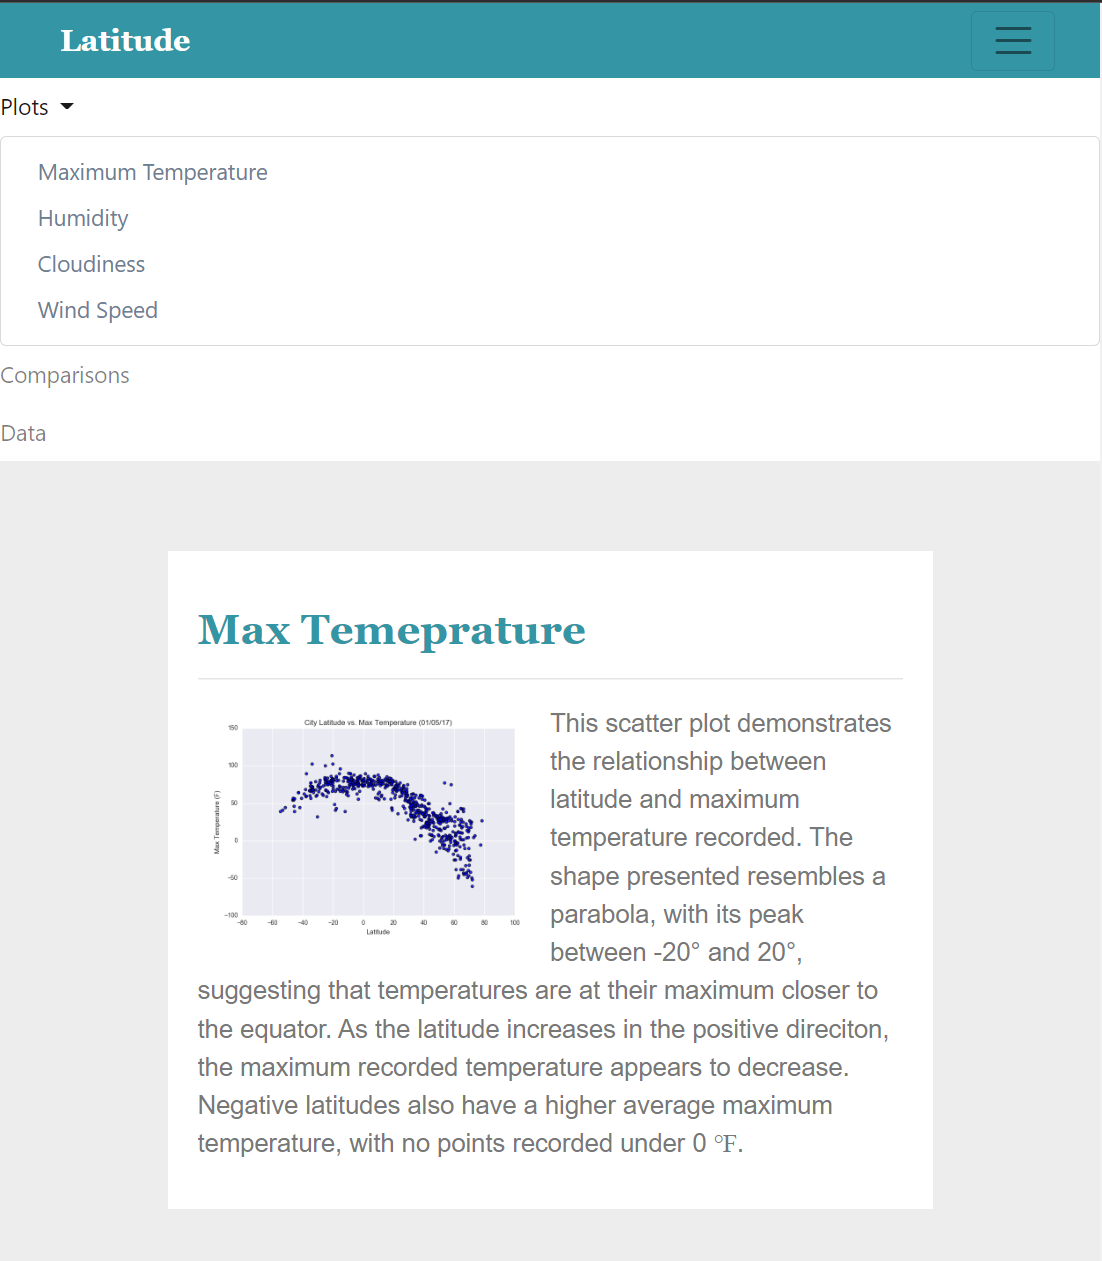 Latitude
Plots
Maximum Temperature
Humidity
Cloudiness
Wind Speed
Comparisons
Data
Max Temeprature
City Latitude vs. Max Temperature (01/05/17)
150
100
50
0
−50
−100
Max Temperature (F)
−80 −60 −40 −20 0 20 40 60 80 100
Latitude
This scatter plot demonstrates
the relationship between
latitude and maximum
temperature recorded. The
shape presented resembles a
parabola, with its peak
between -20° and 20°,
suggesting that temperatures are at their maximum closer to
the equator. As the latitude increases in the positive direciton,
the maximum recorded temperature appears to decrease.
Negative latitudes also have a higher average maximum
temperature, with no points recorded under 0 °F.